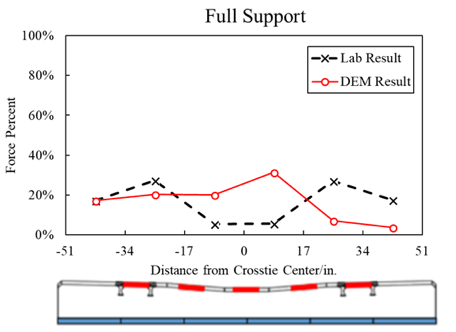 Full Support
100%
80%
60%
40%
20%
0%
Force Percent
Lab Result
DEM Result
-51 -34 -17 0 17 34 51
Distance from Crosstie Center/in.